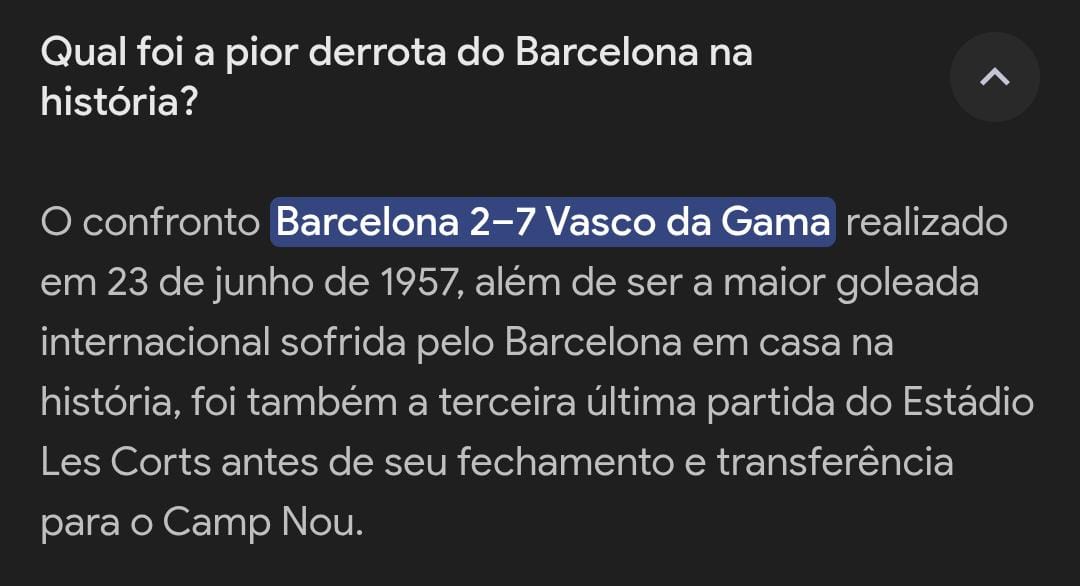 Qual foi a pior derrota do Barcelona na
história?
O confronto Barcelona 2–7 Vasco da Gama realizado
em 23 de junho de 1957, além de ser a maior goleada
internacional sofrida pelo Barcelona em casa na
história, foi também a terceira última partida do Estádio
Les Corts antes de seu fechamento e transferência
para o Camp Nou.